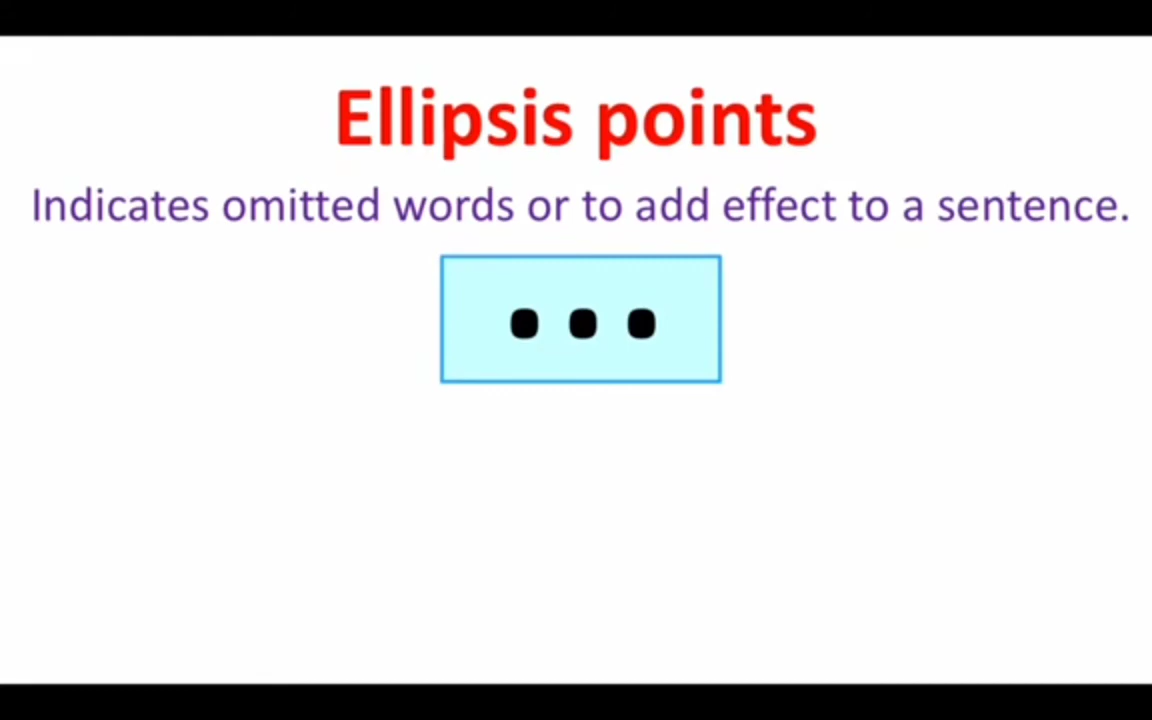 Ellipsis points
Indicates omitted words or to add effect to a sentence.
...